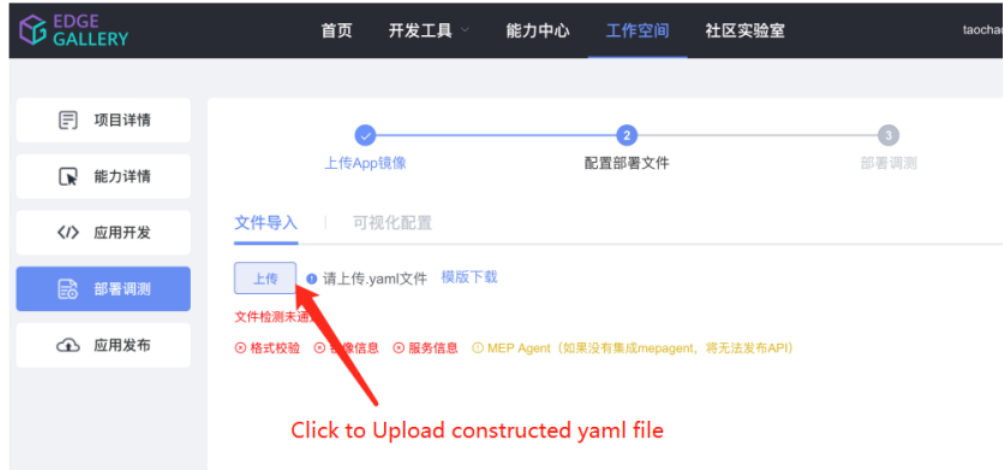 EDGE
GALLERY
首页 开发工具 能力中心 工作空间 社区实验室 taochao
项目详情
能力详情
应用开发
部署调测
应用发布
2 3
上传App镜像 配置部署文件 部署调测
文件导入 可视化配置
上传 请上传.yaml文件 模版下载
文件检测未通
格式校验 像信息 服务信息 MEP Agent（如果没有集成mepagent，将无法发布API）
Click to Upload constructed yaml file